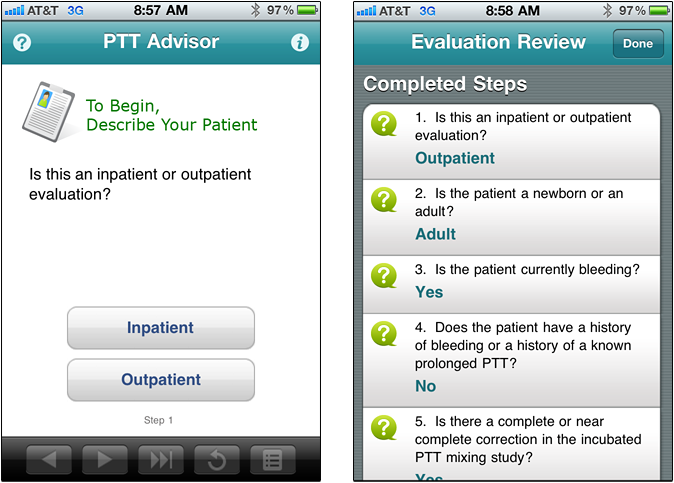 AT&T 3G 8:57 AM 97%
? PTT Advisor i
To Begin,
Describe Your Patient
Is this an inpatient or outpatient
evaluation?
Inpatient
Outpatient
Step 1
AT&T 3G 8:58 AM 97%
Evaluation Review Done
Completed Steps
1. Is this an inpatient or outpatient
evaluation?
Outpatient
2. Is the patient a newborn or an
adult?
Adult
3. Is the patient currently bleeding?
Yes
4. Does the patient have a history
of bleeding or a history of a known
prolonged PTT?
No
5. Is there a complete or near
complete correction in the incubated
PTT mixing study?
Yes